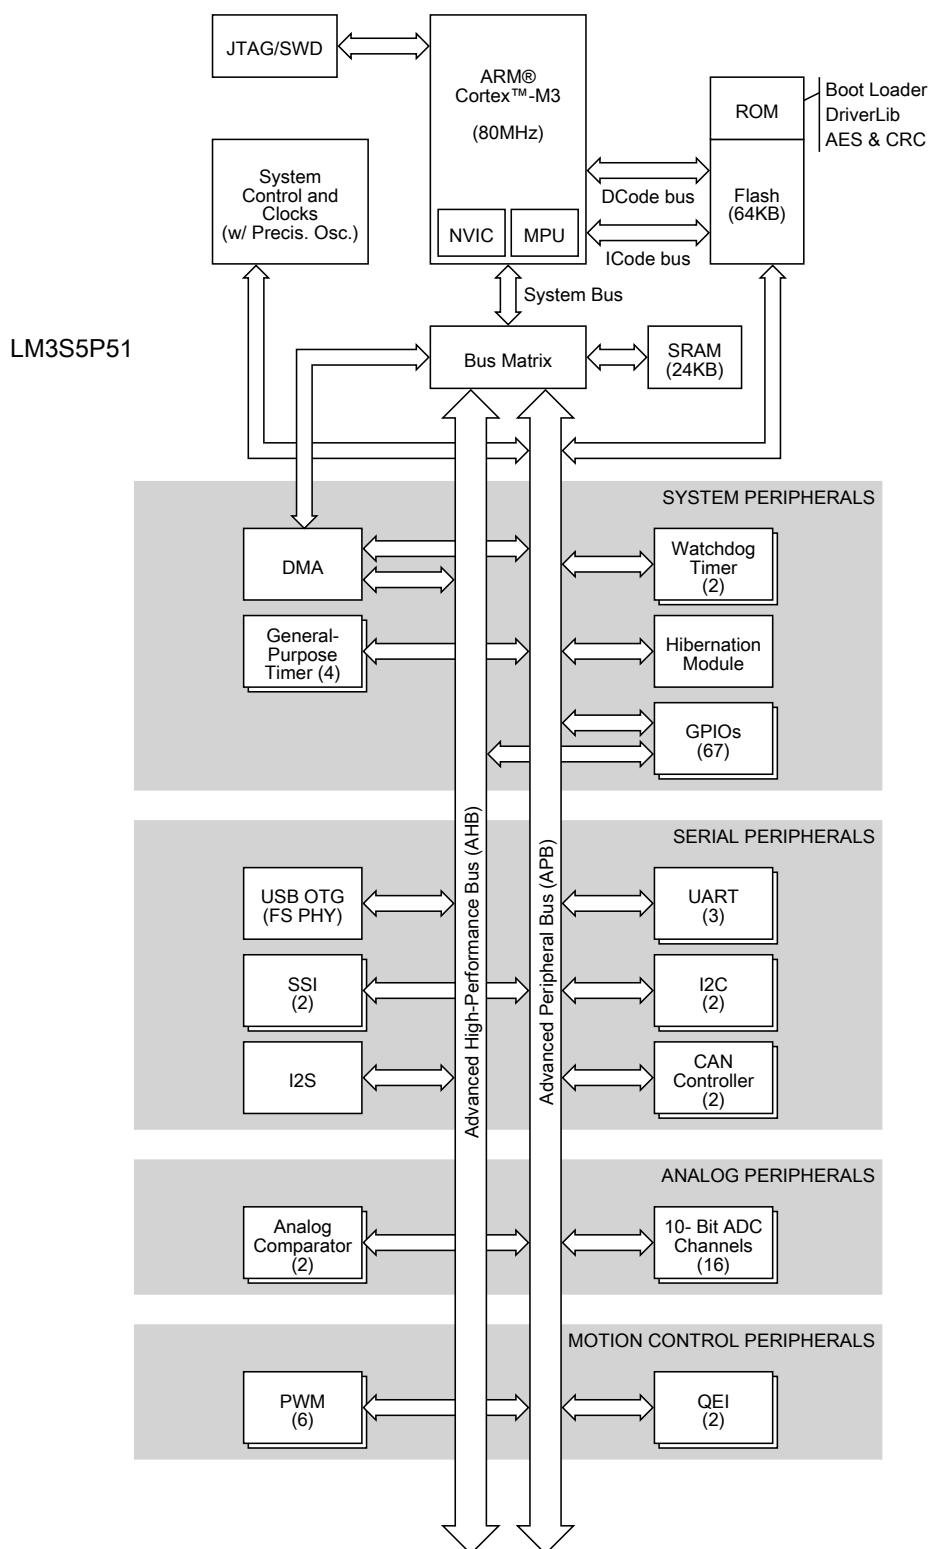 JTAG/SWD
ARM®
Cortex™-M3
(80MHz)
NVIC
MPU
ROM
Boot Loader
DriverLib
AES & CRC
Flash
(64KB)
DCode bus
ICode bus
System
Control and
Clocks
(w/ Precis. Osc.)
System Bus
LM3S5P51
Bus Matrix
SRAM
(24KB)
SYSTEM PERIPHERALS
DMA
Watchdog
Timer
(2)
General-
Purpose
Timer (4)
Hibernation
Module
GPIOs
(67)
Advanced High-Performance Bus (AHB)
Advanced Peripheral Bus (APB)
SERIAL PERIPHERALS
USB OTG
(FS PHY)
UART
(3)
SSI
(2)
I2C
(2)
I2S
CAN
Controller
(2)
ANALOG PERIPHERALS
Analog
Comparator
(2)
10- Bit ADC
Channels
(16)
MOTION CONTROL PERIPHERALS
PWM
(6)
QEI
(2)